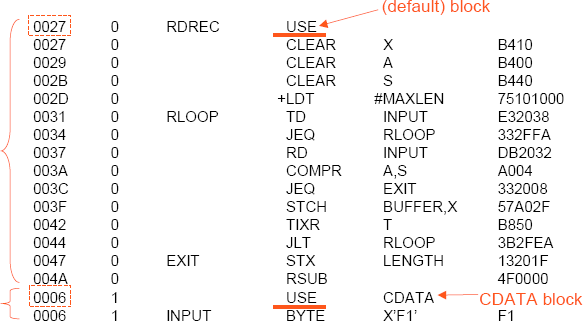 (default) block
0027 0 RDREC USE
0027 0 CLEAR X B410
0029 0 CLEAR A B400
002B 0 CLEAR S B440
002D 0 +LDT #MAXLEN 75101000
0031 0 RLOOP TD INPUT E32038
0034 0 JEQ RLOOP 332FFA
0037 0 RD INPUT DB2032
003A 0 COMPR A,S A004
003C 0 JEQ EXIT 332008
003F 0 STCH BUFFER,X 57A02F
0042 0 TIXR T B850
0044 0 JLT RLOOP 3B2FEA
0047 0 EXIT STX LENGTH 13201F
004A 0 RSUB 4F0000
0006 1 USE CDATA CDATA block
0006 1 INPUT BYTE X'F1' F1